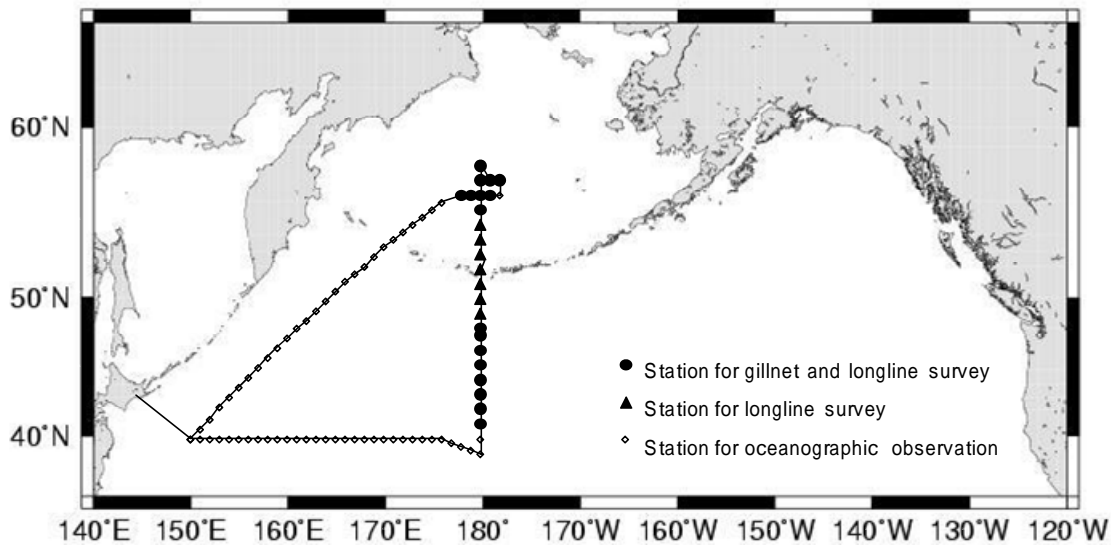 60°N
50°N
40°N
Station for gillnet and longline survey
Station for longline survey
Station for oceanographic observation
140°E 150°E 160°E 170°E 180° 170°W 160°W 150°W 140°W 130°W 120°W